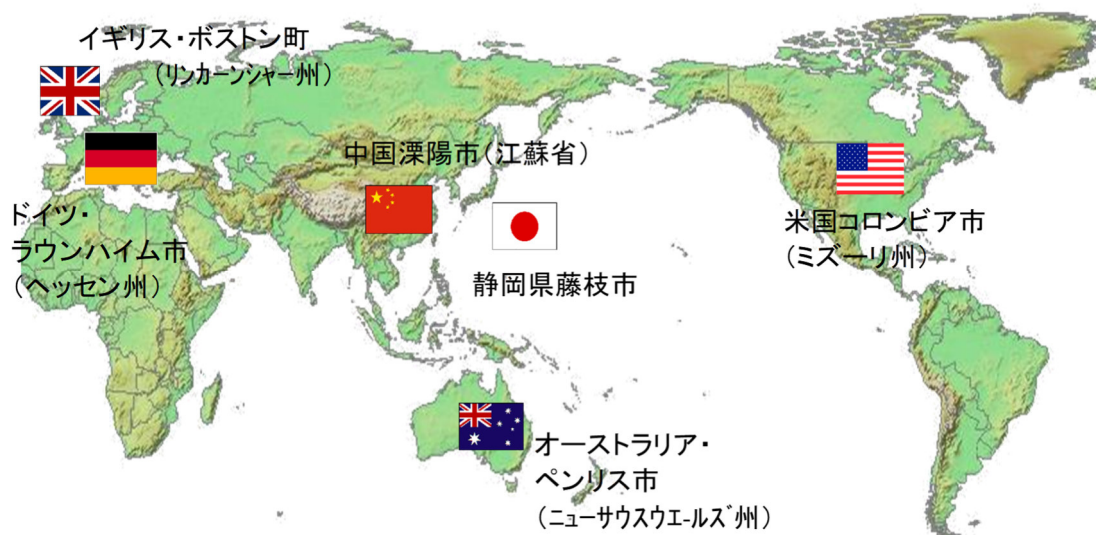 イギリス・ボストン町
（リンカーンシャー州）
中国溧陽市（江蘇省）
ドイツ・
ラウンハイム市
（ヘッセン州）
静岡県藤枝市
米国コロンビア市
（ミズーリ州）
オーストラリア・
ペンリス市
（ニューサウスウエールズ州）